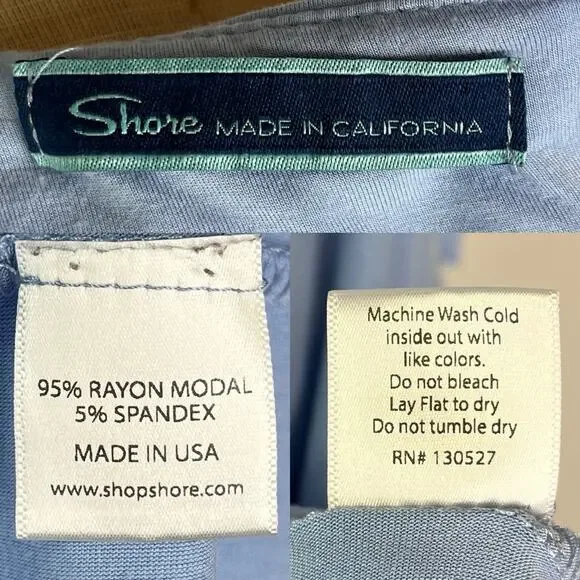 Shore MADE IN CALIFORNIA
95% RAYON MODAL
5% SPANDEX
MADE IN USA
www.shopshore.com
Machine Wash Cold
inside out with
like colors.
Do not bleach
Lay Flat to dry
Do not tumble dry
RN# 130527